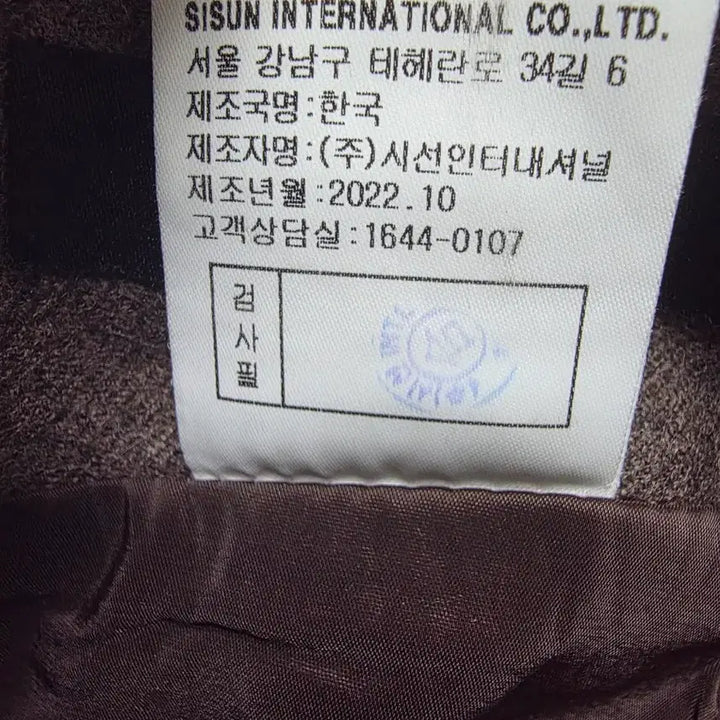 SISUN INTERNATIONAL CO.,LTD.
서울 강남구 테헤란로 34길 6
제조국명:한국
제조자명:(주)시선인터내셔널
제조년월:2022.10
고객상담실:1644-0107
검사필